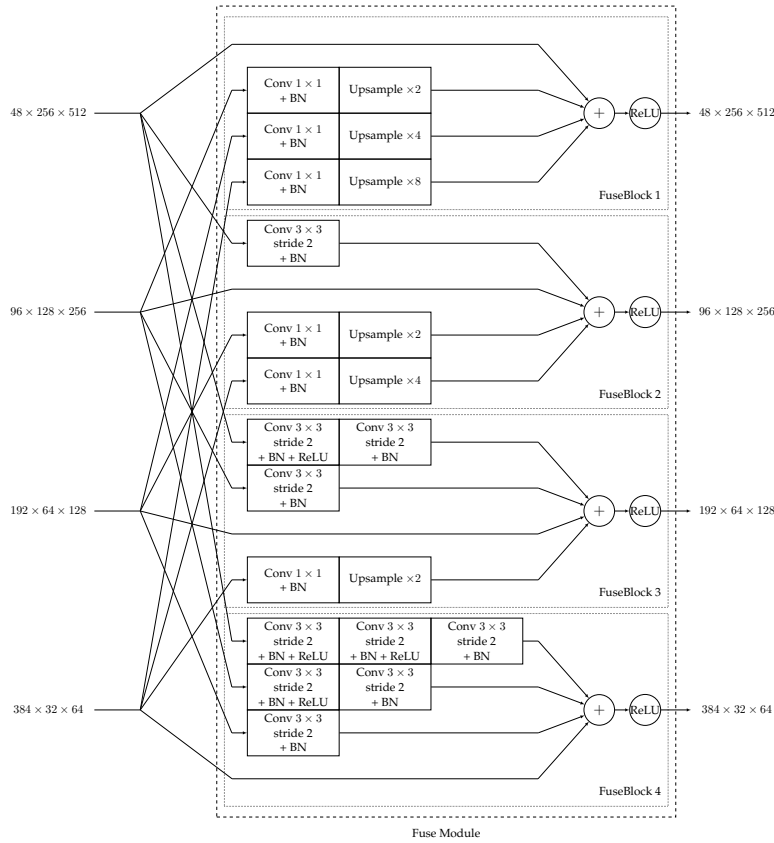 48 × 256 × 512
Conv 1 × 1
+ BN
Upsample ×2
Conv 1 × 1
+ BN
Upsample ×4
Conv 1 × 1
+ BN
Upsample ×8
+
ReLU
48 × 256 × 512
FuseBlock 1
96 × 128 × 256
Conv 3 × 3
stride 2
+ BN
Conv 1 × 1
+ BN
Upsample ×2
Conv 1 × 1
+ BN
Upsample ×4
+
ReLU
96 × 128 × 256
FuseBlock 2
192 × 64 × 128
Conv 3 × 3
stride 2
+ BN + ReLU
Conv 3 × 3
stride 2
+ BN
Conv 3 × 3
stride 2
+ BN
Conv 1 × 1
+ BN
Upsample ×2
+
ReLU
192 × 64 × 128
FuseBlock 3
384 × 32 × 64
Conv 3 × 3
stride 2
+ BN + ReLU
Conv 3 × 3
stride 2
+ BN + ReLU
Conv 3 × 3
stride 2
+ BN
Conv 3 × 3
stride 2
+ BN + ReLU
Conv 3 × 3
stride 2
+ BN
Conv 3 × 3
stride 2
+ BN
+
ReLU
384 × 32 × 64
FuseBlock 4
Fuse Module